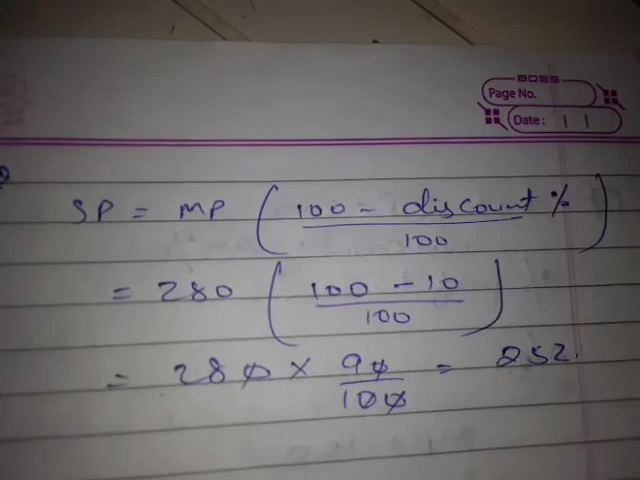 BOSS
Page No.
Date: | |
SP = MP ( 100 - discount % / 100 )
= 280 ( 100 - 10 / 100 )
= 280 × 90 / 100 = 252.